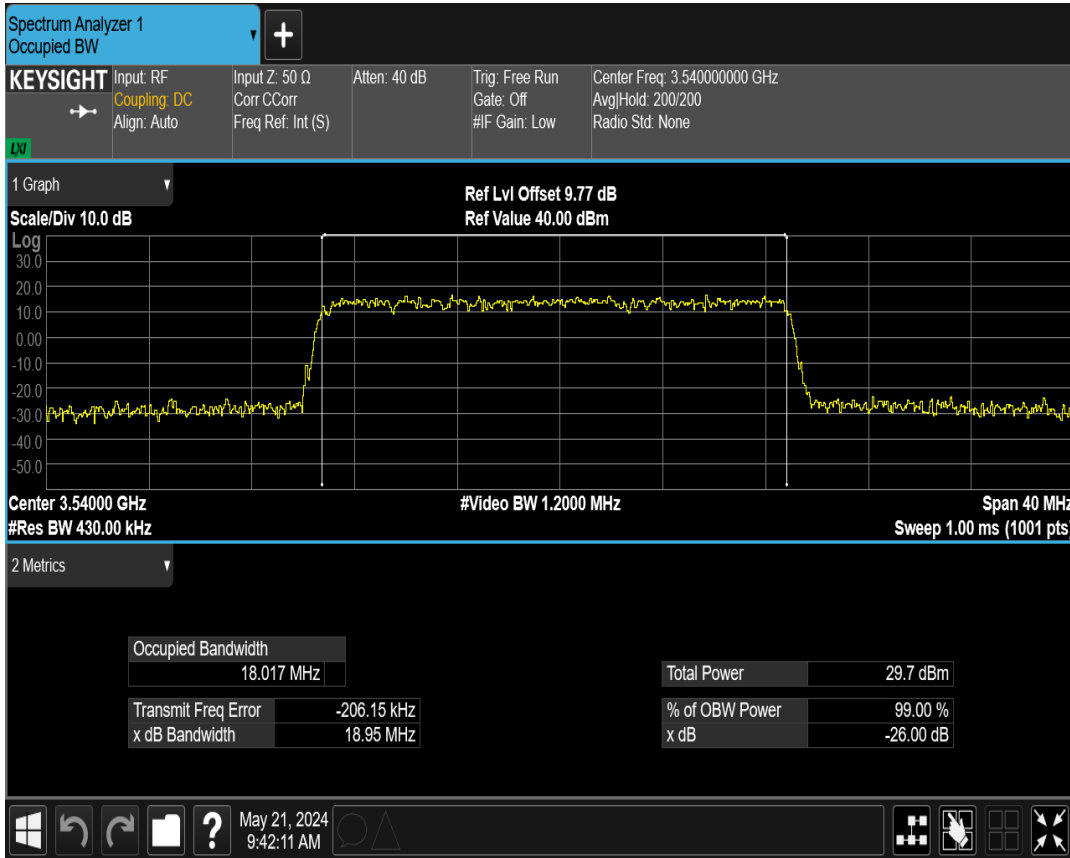 Spectrum Analyzer 1
Occupied BW
KEYSIGHT
LXI
Input: RF
Coupling: DC
Align: Auto
Input Z: 50 Ω
Corr CCorr
Freq Ref: Int (S)
Atten: 40 dB
Trig: Free Run
Gate: Off
#IF Gain: Low
Center Freq: 3.540000000 GHz
Avg|Hold: 200/200
Radio Std: None
1 Graph
Scale/Div 10.0 dB
Ref Lvl Offset 9.77 dB
Ref Value 40.00 dBm
Log
30.0
20.0
10.0
0.00
-10.0
-20.0
-30.0
-40.0
-50.0
Center 3.54000 GHz
#Res BW 430.00 kHz
#Video BW 1.2000 MHz
Span 40 MHz
Sweep 1.00 ms (1001 pts)
2 Metrics
Occupied Bandwidth
18.017 MHz
Transmit Freq Error -206.15 kHz
x dB Bandwidth 18.95 MHz
Total Power 29.7 dBm
% of OBW Power 99.00 %
x dB -26.00 dB
?
May 21, 2024
9:42:11 AM